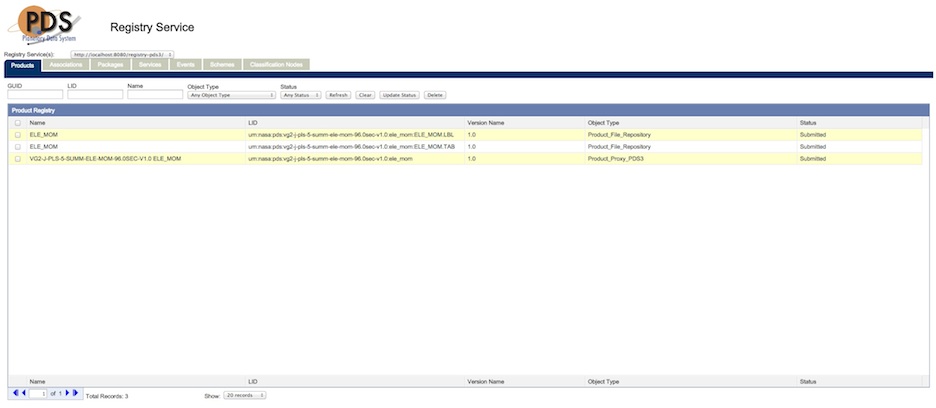 PDS
Planetary Data System
Registry Service
Registry Service(s): http://localhost:8080/registry-pds3/
Products Associations Packages Services Events Schemes Classification Nodes
GUID LID Name Object Type Status
Any Object Type Any Status Refresh Clear Update Status Delete
Product Registry
Name LID Version Name Object Type Status
ELE_MOM urn:nasa:pds:vg2-j-pls-5-summ-ele-mom-96.0sec-v1.0:ele_mom:ELE_MOM.LBL 1.0 Product_File_Repository Submitted
ELE_MOM urn:nasa:pds:vg2-j-pls-5-summ-ele-mom-96.0sec-v1.0:ele_mom:ELE_MOM.TAB 1.0 Product_File_Repository Submitted
VG2-J-PLS-5-SUMM-ELE-MOM-96.0SEC-V1.0 ELE_MOM urn:nasa:pds:vg2-j-pls-5-summ-ele-mom-96.0sec-v1.0:ele_mom 1.0 Product_Proxy_PDS3 Submitted
Name LID Version Name Object Type Status
1 of 1 Total Records: 3 Show: 20 records